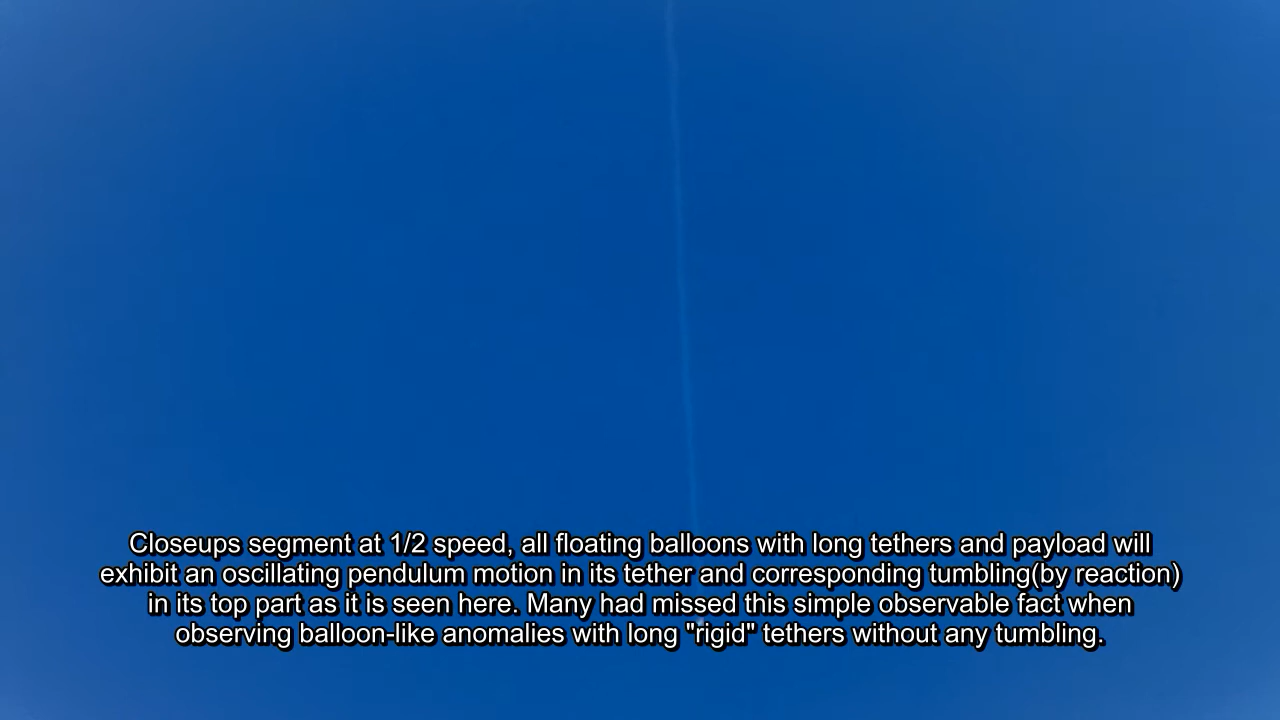 Closeups segment at 1/2 speed, all floating balloons with long tethers and payload will
exhibit an oscillating pendulum motion in its tether and corresponding tumbling(by reaction)
in its top part as it is seen here. Many had missed this simple observable fact when
observing balloon-like anomalies with long "rigid" tethers without any tumbling.